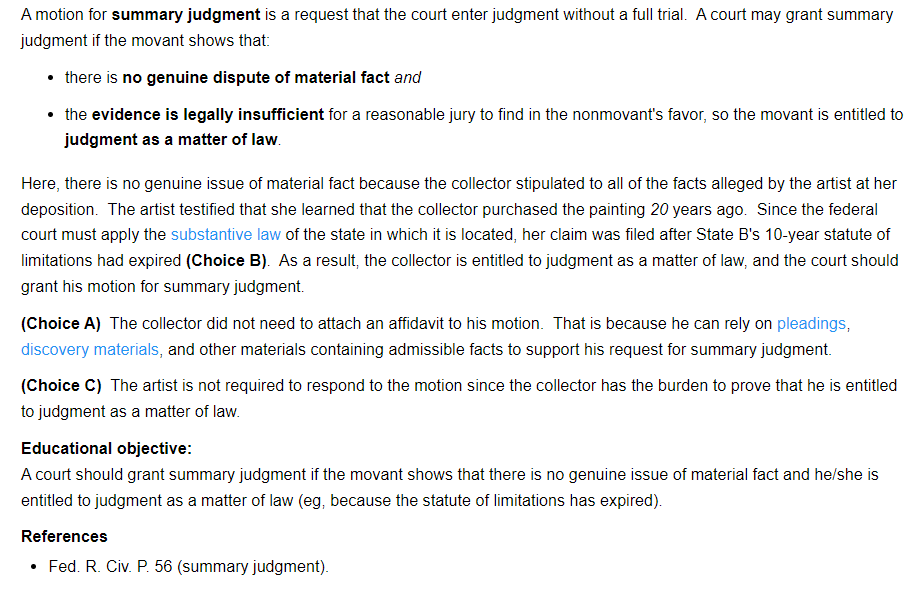 A motion for summary judgment is a request that the court enter judgment without a full trial.  A court may grant summary
judgment if the movant shows that:
• there is no genuine dispute of material fact and
• the evidence is legally insufficient for a reasonable jury to find in the nonmovant's favor, so the movant is entitled to
judgment as a matter of law.
Here, there is no genuine issue of material fact because the collector stipulated to all of the facts alleged by the artist at her
deposition.  The artist testified that she learned that the collector purchased the painting 20 years ago.  Since the federal
court must apply the substantive law of the state in which it is located, her claim was filed after State B's 10-year statute of
limitations had expired (Choice B).  As a result, the collector is entitled to judgment as a matter of law, and the court should
grant his motion for summary judgment.
(Choice A)  The collector did not need to attach an affidavit to his motion.  That is because he can rely on pleadings,
discovery materials, and other materials containing admissible facts to support his request for summary judgment.
(Choice C)  The artist is not required to respond to the motion since the collector has the burden to prove that he is entitled
to judgment as a matter of law.
Educational objective:
A court should grant summary judgment if the movant shows that there is no genuine issue of material fact and he/she is
entitled to judgment as a matter of law (eg, because the statute of limitations has expired).
References
• Fed. R. Civ. P. 56 (summary judgment).